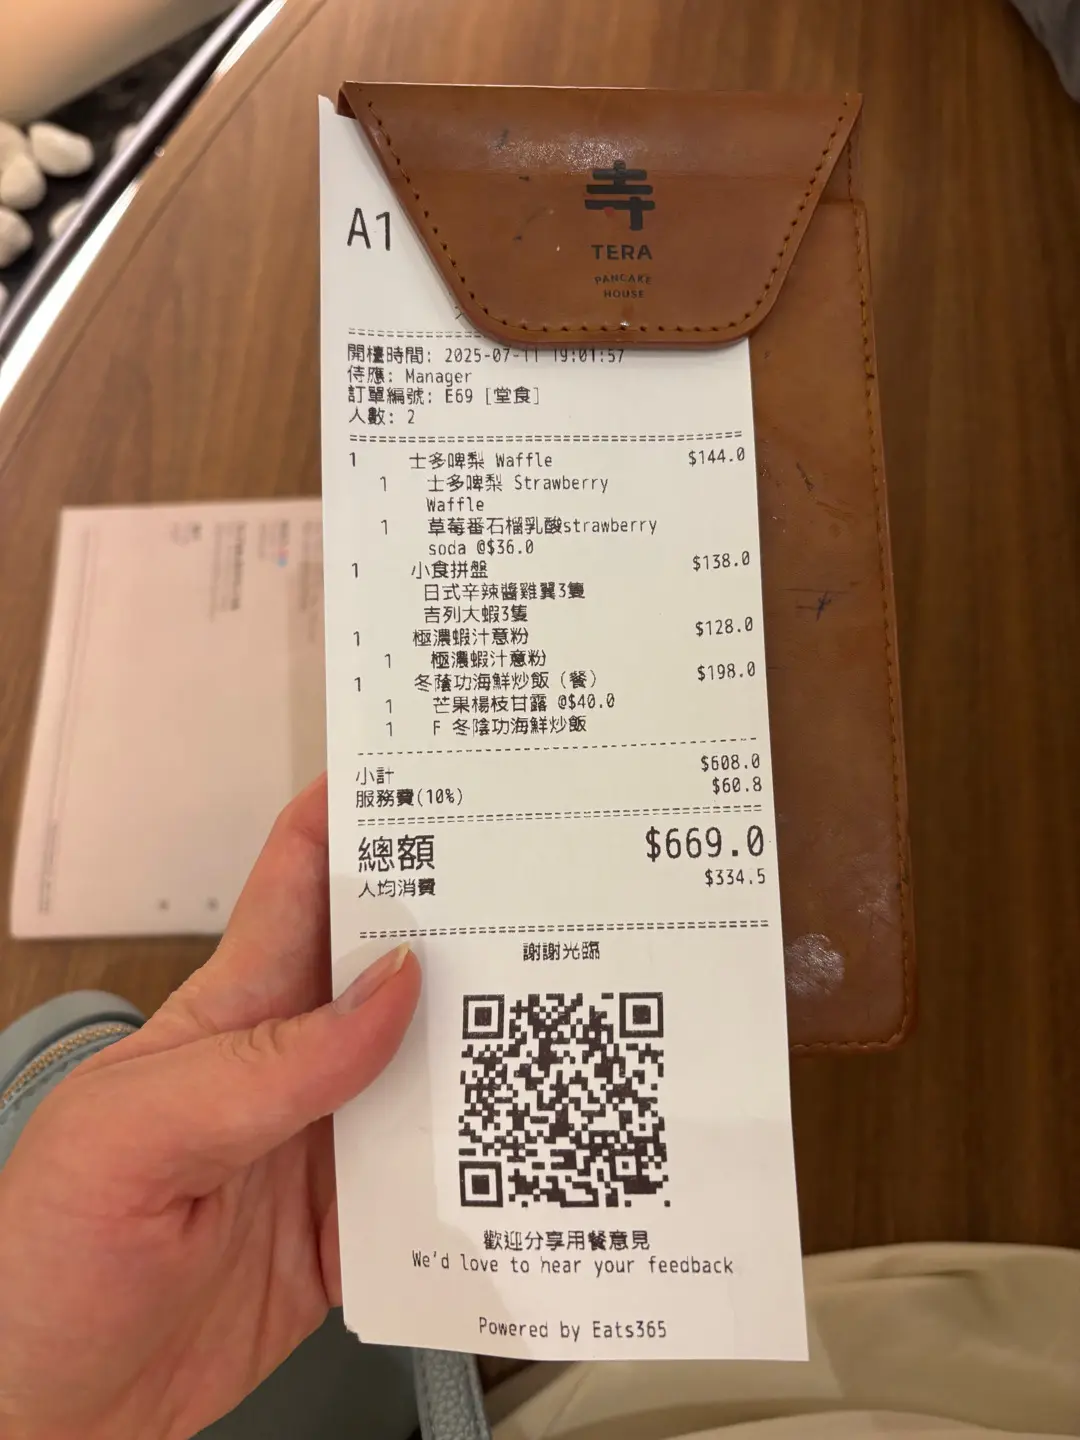 寺
TERA
PANCAKE
HOUSE
A1
開檯時間: 2025-07-11 19:01:57
侍應: Manager
訂單編號: E69 [堂食]
人數: 2
1 士多啤梨 Waffle $144.0
1 士多啤梨 Strawberry
Waffle
1 草莓番石榴乳酸strawberry
soda @$36.0
1 小食拼盤 $138.0
日式辛辣醬雞翼3隻
吉列大蝦3隻
1 極濃蝦汁意粉 $128.0
1 極濃蝦汁意粉
1 冬蔭功海鮮炒飯（餐） $198.0
1 芒果楊枝甘露 @$40.0
1 F 冬陰功海鮮炒飯
小計 $608.0
服務費(10%) $60.8
總額 $669.0
人均消費 $334.5
謝謝光臨
歡迎分享用餐意見
We'd love to hear your feedback
Powered by Eats365